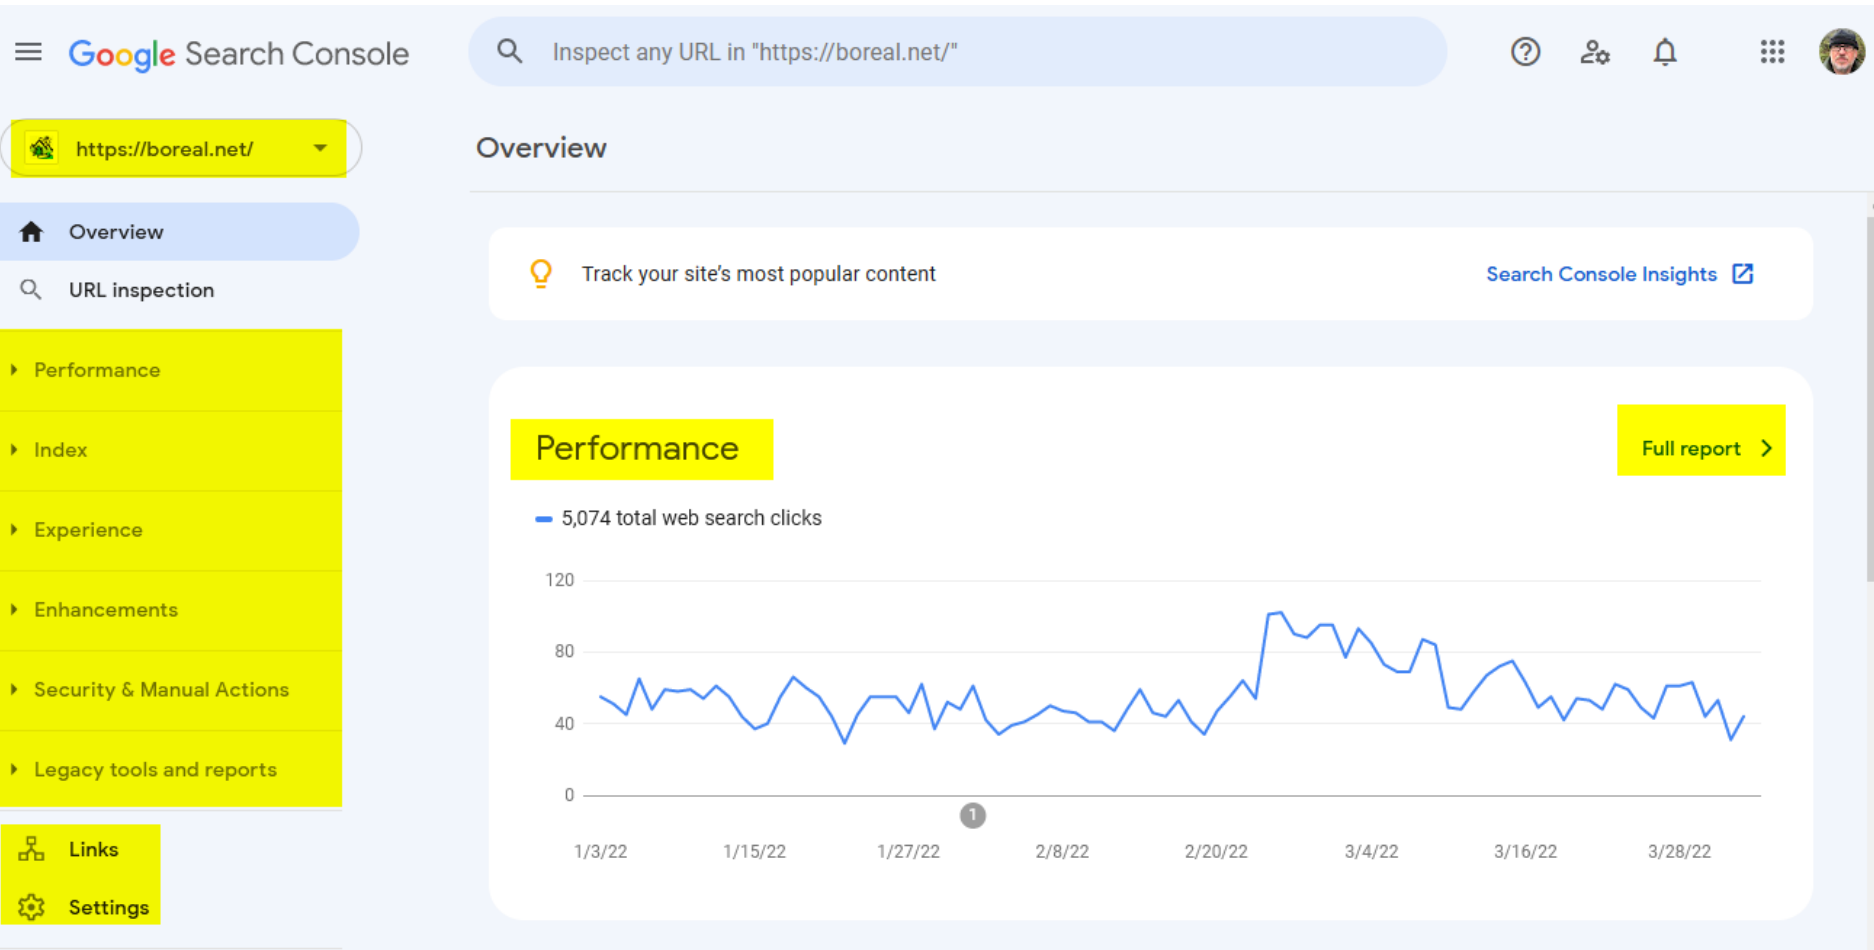 Google Search Console
Inspect any URL in "https://boreal.net/"
https://boreal.net/
Overview
URL inspection
Performance
Index
Experience
Enhancements
Security & Manual Actions
Legacy tools and reports
Links
Settings
Overview
Track your site's most popular content
Search Console Insights
Performance
Full report
5,074 total web search clicks
120
80
40
0
1
1/3/22 1/15/22 1/27/22 2/8/22 2/20/22 3/4/22 3/16/22 3/28/22